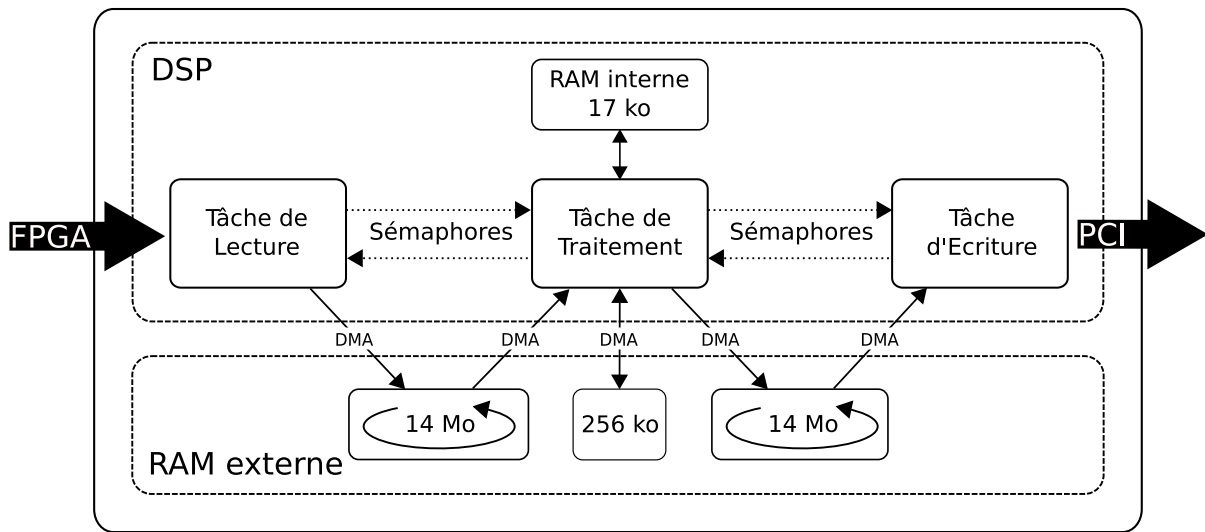 DSP
RAM interne
17 ko
FPGA
Tâche de
Lecture
Sémaphores
Tâche de
Traitement
Sémaphores
Tâche
d'Ecriture
PCI
DMA
DMA
DMA
DMA
DMA
14 Mo
256 ko
14 Mo
RAM externe